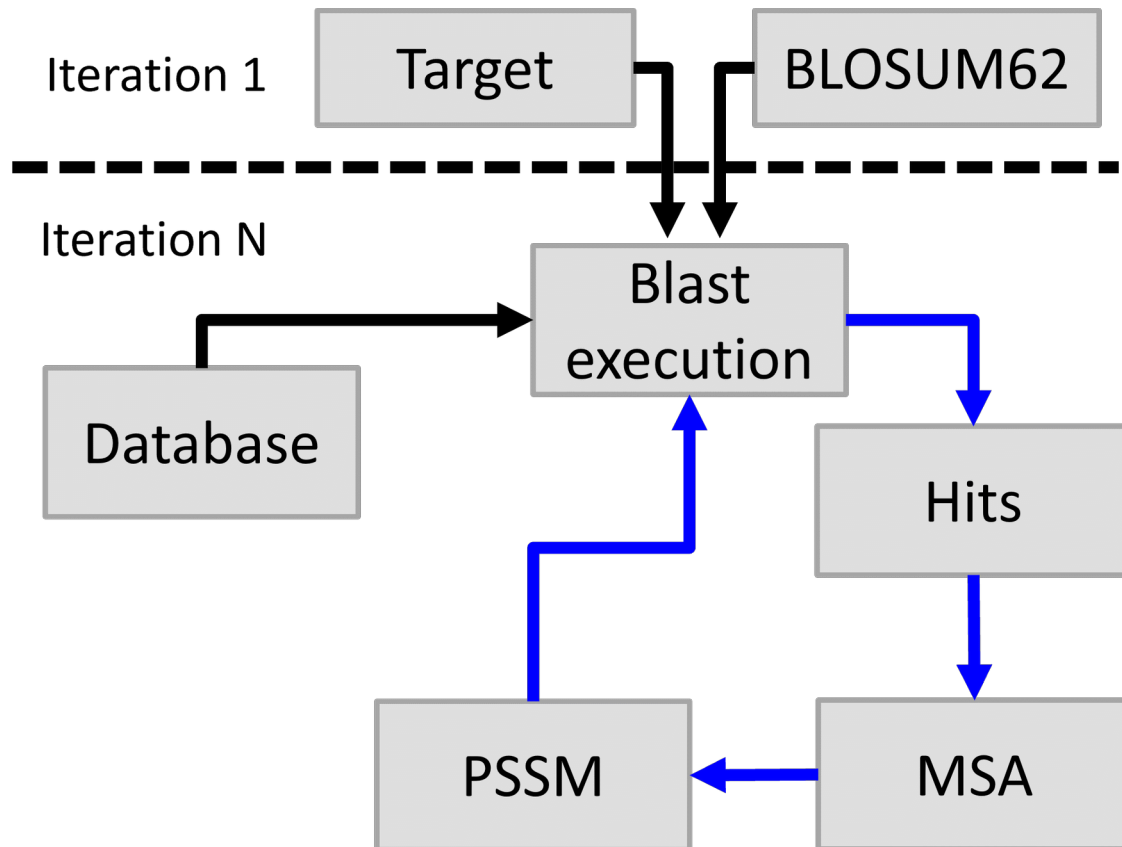 Iteration 1
Target
BLOSUM62
Iteration N
Blast
execution
Database
Hits
PSSM
MSA